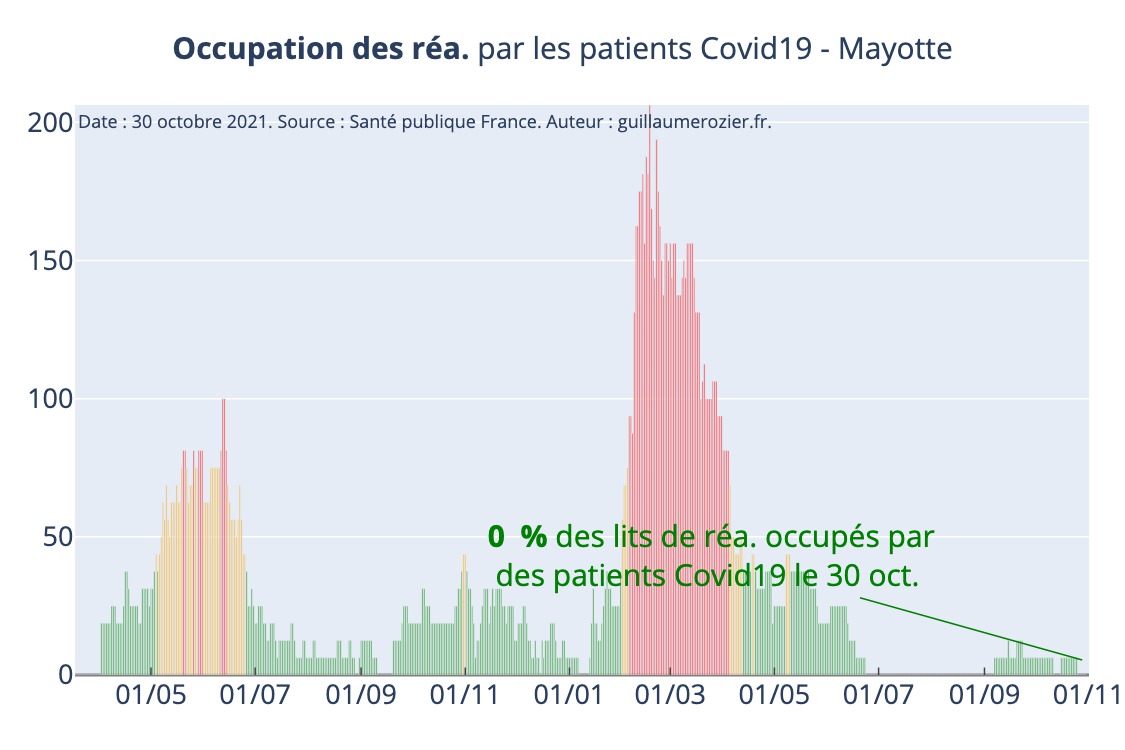 Occupation des réa. par les patients Covid19 - Mayotte
200
Date : 30 octobre 2021. Source : Santé publique France. Auteur : guillaumerozier.fr.
150
100
50
0 % des lits de réa. occupés par
des patients Covid19 le 30 oct.
0
01/05 01/07 01/09 01/11 01/01 01/03 01/05 01/07 01/09 01/11